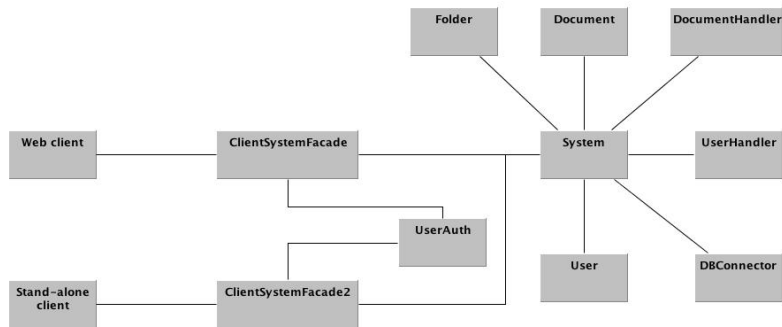 Folder
Document
DocumentHandler
Web client
ClientSystemFacade
System
UserHandler
UserAuth
Stand-alone
client
ClientSystemFacade2
User
DBConnector